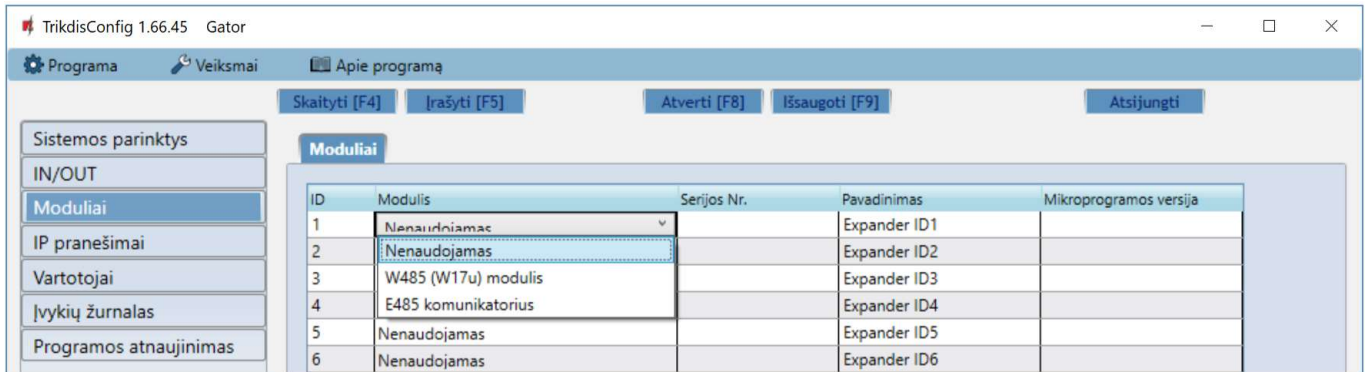 TrikdisConfig 1.66.45 Gator
Programa Veiksmai Apie programą
Skaityti [F4] Įrašyti [F5] Atverti [F8] Išsaugoti [F9] Atsijungti
Sistemos parinktys
IN/OUT
Moduliai
IP pranešimai
Vartotojai
Įvykių žurnalas
Programos atnaujinimas
Moduliai
ID Modulis Serijos Nr. Pavadinimas Mikroprogramos versija
1 Nenaudojamas Expander ID1
2 Nenaudojamas Expander ID2
3 W485 (W17u) modulis Expander ID3
4 E485 komunikatorius Expander ID4
5 Nenaudojamas Expander ID5
6 Nenaudojamas Expander ID6